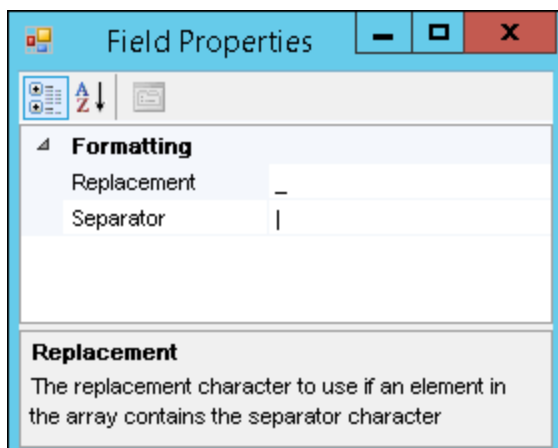 Field Properties
A
Z
Formatting
Replacement _
Separator |
Replacement
The replacement character to use if an element in
the array contains the separator character